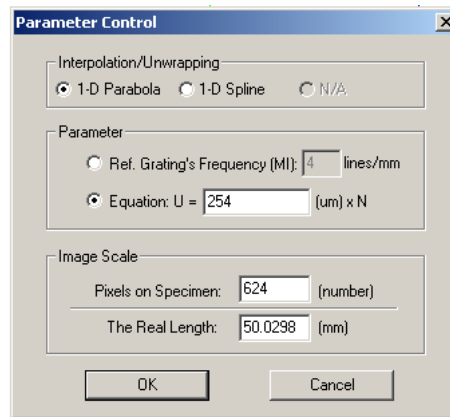 Parameter Control
Interpolation/Unwrapping
1-D Parabola 1-D Spline N/A
Parameter
Ref. Grating's Frequency (MI): 4 lines/mm
Equation: U = 254 (um) x N
Image Scale
Pixels on Specimen: 624 (number)
The Real Length: 50.0298 (mm)
OK Cancel